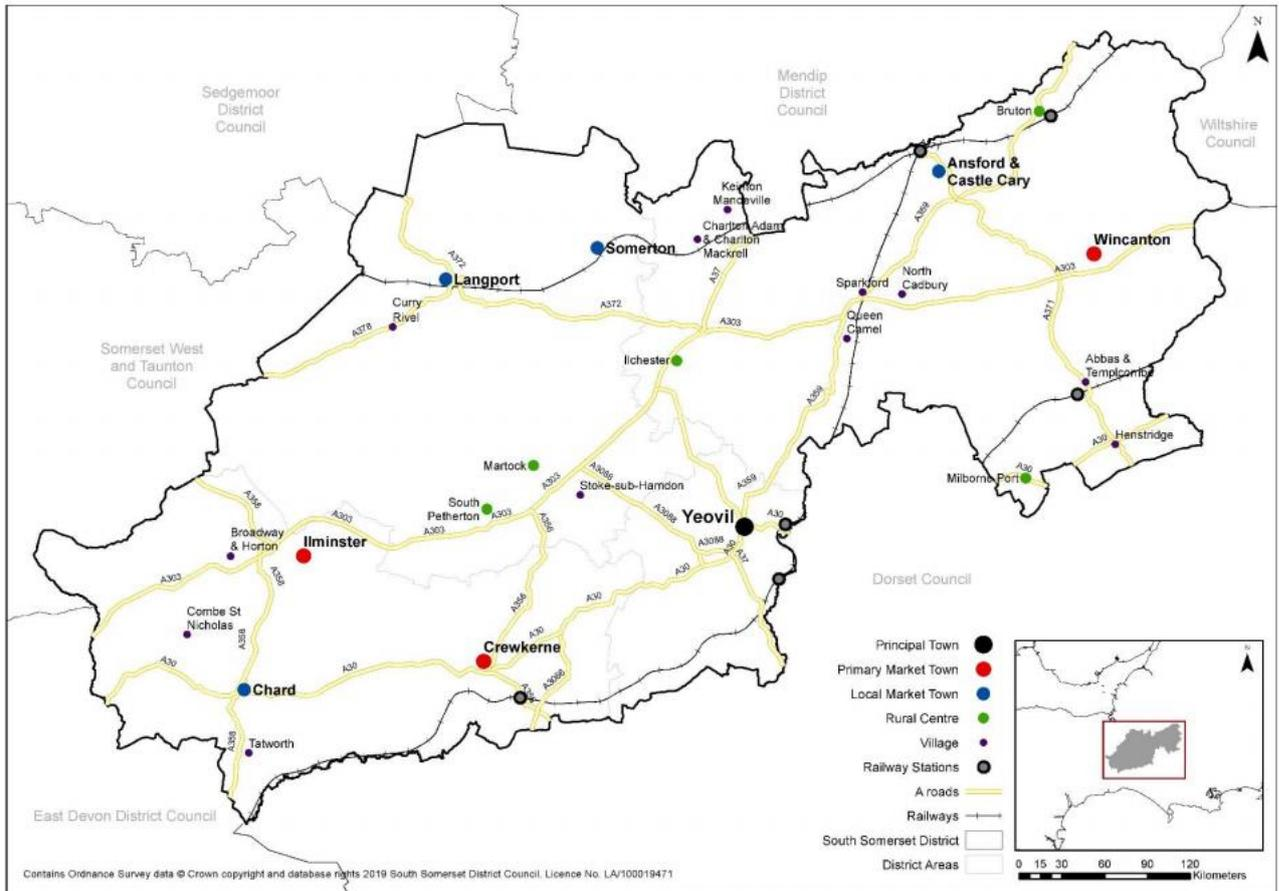 N
Sedgemoor
District
Council
Mendip
District
Council
Wiltshire
Council
Bruton
Ansford &
Castle Cary
Keinton
Mandeville
Charlton Adam
& Charlton
Mackrell
Somerton
Wincanton
A359
A37
A372
Langport
Sparkford
North
Cadbury
A303
Curry
Rivel
A378
A372
A303
Queen
Camel
A371
Somerset West
and Taunton
Council
Ilchester
Abbas &
Templcombe
A359
A30
Henstridge
Martock
A3088
A303
Stoke-sub-Hamdon
A359
A30
Milborne Port
A356
South
Petherton
A303
A303
A303
A3088
Yeovil
A30
Broadway
& Horton
Ilminster
A356
A3088
A30
A37
A303
A358
A30
Dorset Council
Combe St
Nicholas
A358
A356
A30
A30
Crewkerne
A30
A30
Chard
A3066
A356
A358
Tatworth
East Devon District Council
Principal Town
Primary Market Town
Local Market Town
Rural Centre
Village
Railway Stations
A roads
Railways
South Somerset District
District Areas
N
0 15 30 60 90 120
Kilometers
Contains Ordnance Survey data © Crown copyright and database rights 2019 South Somerset District Council. Licence No. LA/100019471